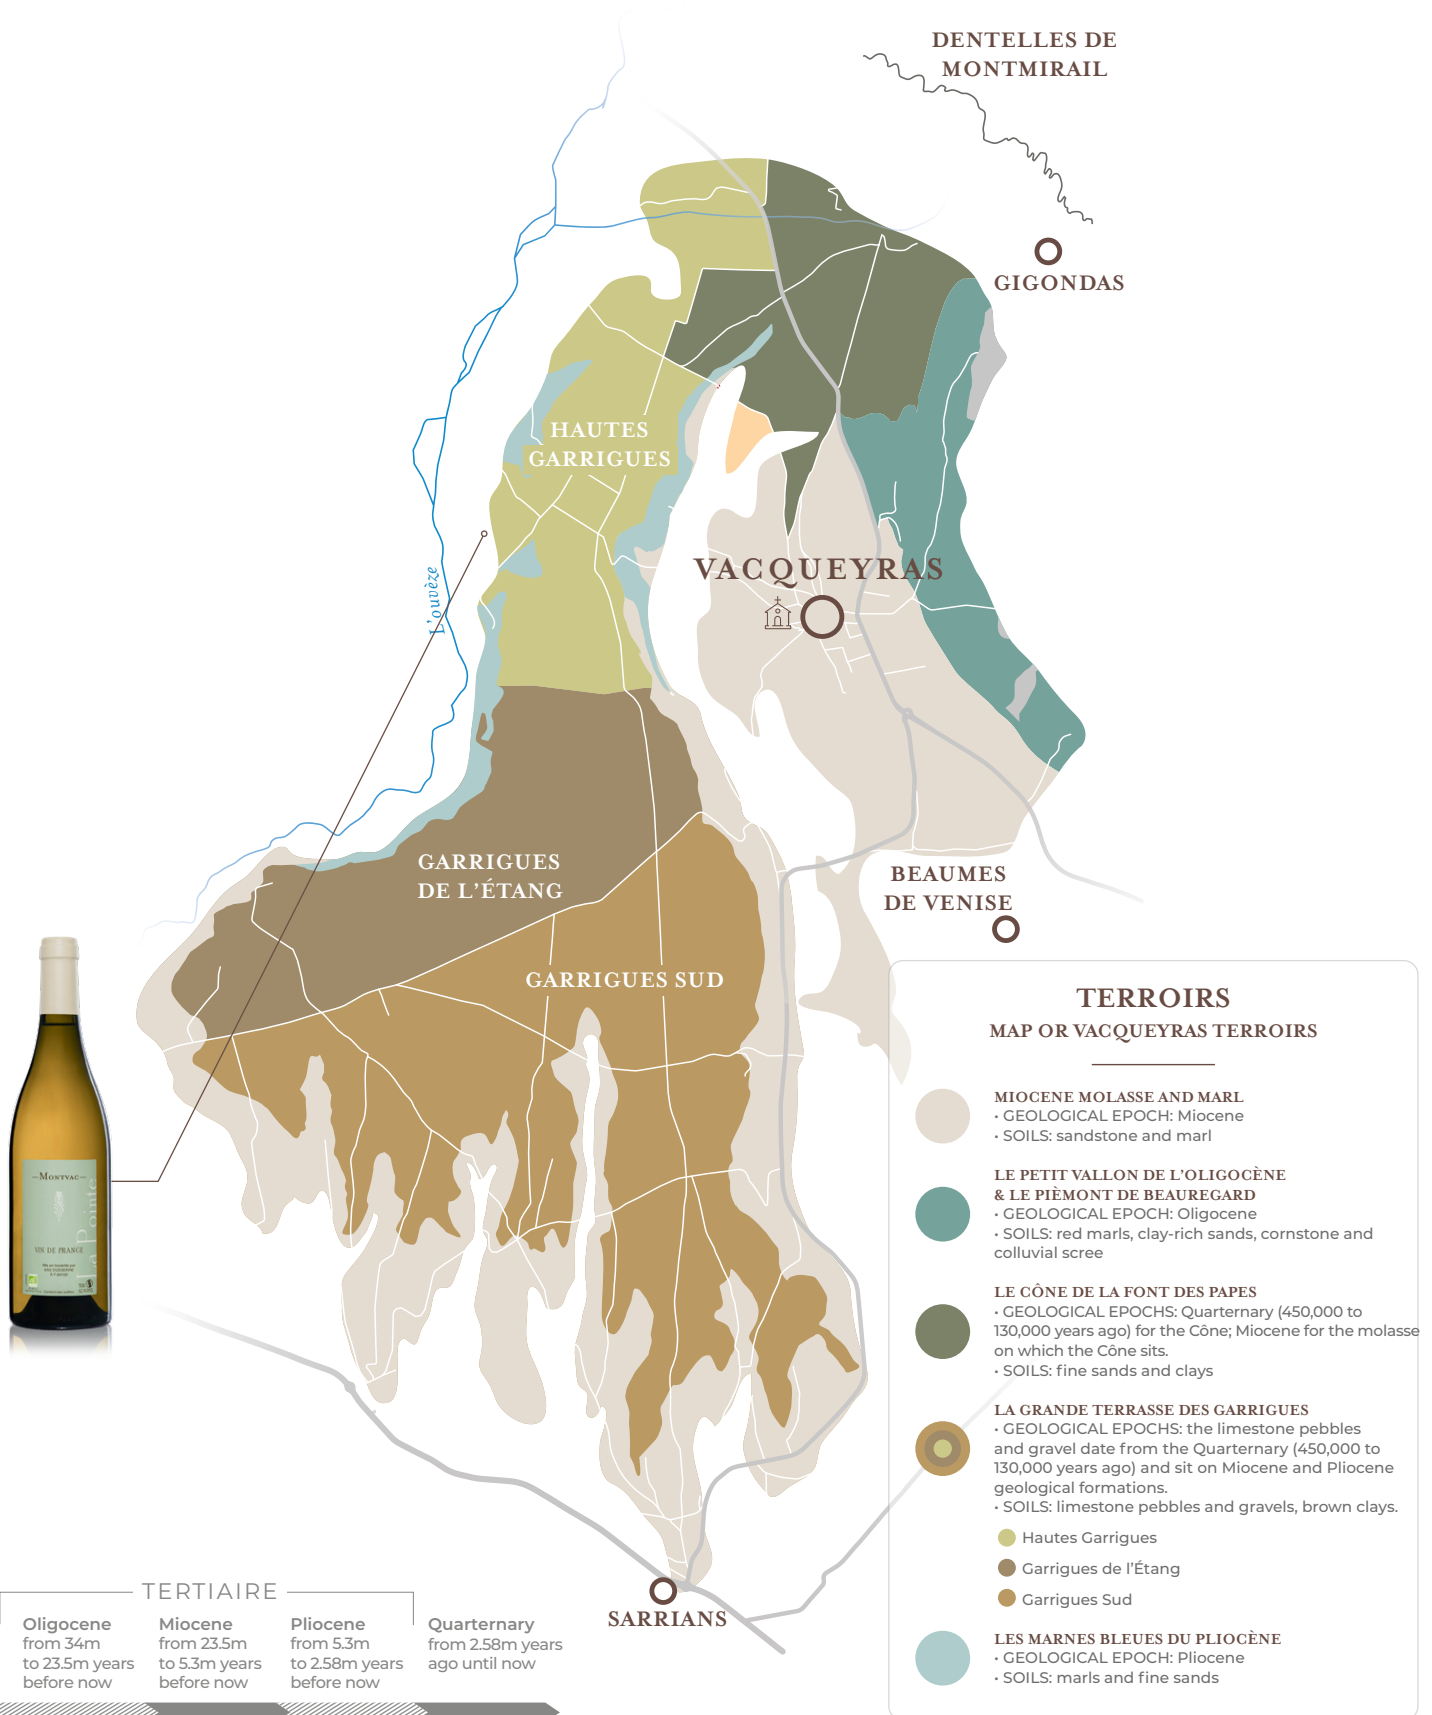 DENTELLES DE
MONTMIRAIL
GIGONDAS
HAUTES
GARRIGUES
VACQUEYRAS
L'ouvèze
GARRIGUES
DE L'ÉTANG
BEAUMES
DE VENISE
GARRIGUES SUD
MONTVAC
La Pointe
VIN DE FRANCE
SARRIANS
TERROIRS
MAP OR VACQUEYRAS TERROIRS
MIOCENE MOLASSE AND MARL
• GEOLOGICAL EPOCH: Miocene
• SOILS: sandstone and marl
LE PETIT VALLON DE L'OLIGOCÈNE
& LE PIÈMONT DE BEAUREGARD
• GEOLOGICAL EPOCH: Oligocene
• SOILS: red marls, clay-rich sands, cornstone and
colluvial scree
LE CÔNE DE LA FONT DES PAPES
• GEOLOGICAL EPOCHS: Quarternary (450,000 to
130,000 years ago) for the Cône; Miocene for the molasse
on which the Cône sits.
• SOILS: fine sands and clays
LA GRANDE TERRASSE DES GARRIGUES
• GEOLOGICAL EPOCHS: the limestone pebbles
and gravel date from the Quarternary (450,000 to
130,000 years ago) and sit on Miocene and Pliocene
geological formations.
• SOILS: limestone pebbles and gravels, brown clays.
Hautes Garrigues
Garrigues de l'Étang
Garrigues Sud
LES MARNES BLEUES DU PLIOCÈNE
• GEOLOGICAL EPOCH: Pliocene
• SOILS: marls and fine sands
TERTIAIRE
Oligocene
from 34m
to 23.5m years
before now
Miocene
from 23.5m
to 5.3m years
before now
Pliocene
from 5.3m
to 2.58m years
before now
Quarternary
from 2.58m years
ago until now